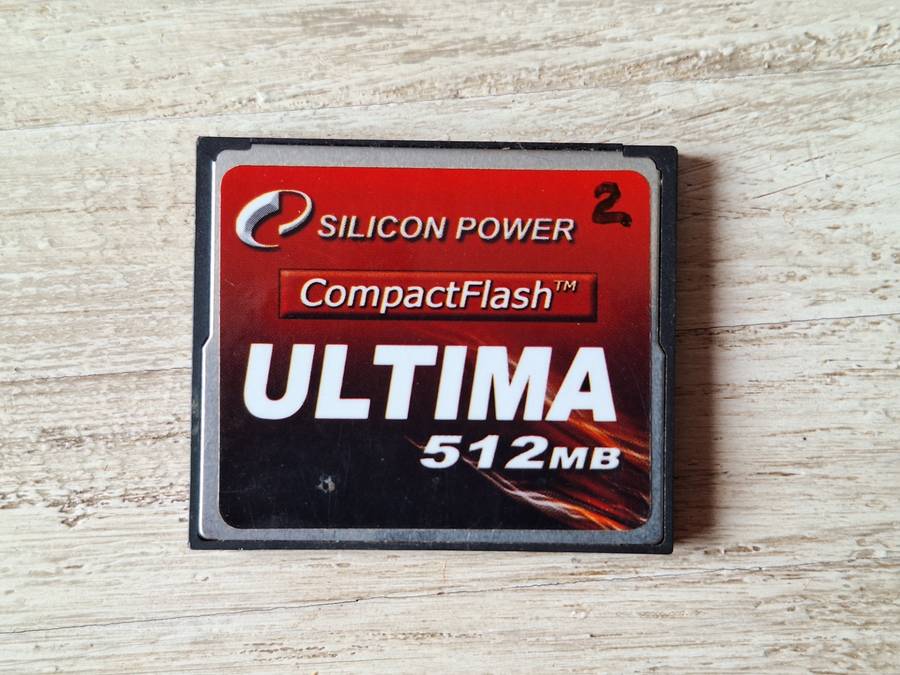 2
SILICON POWER
CompactFlash™
ULTIMA
512MB